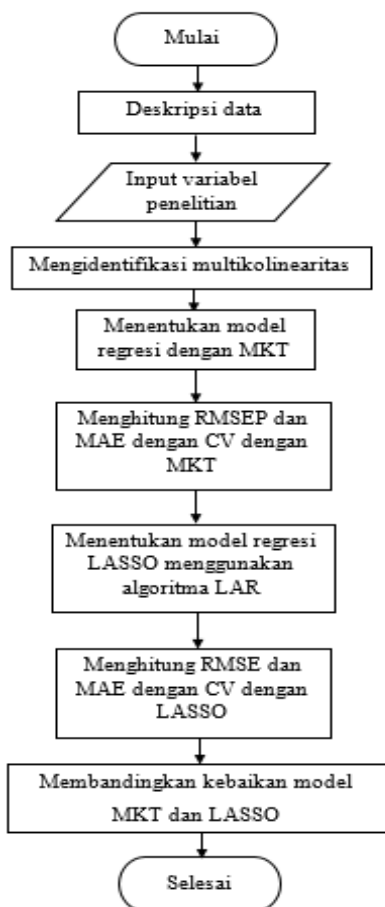 Mulai
Deskripsi data
Input variabel
penelitian
Mengidentifikasi multikolinearitas
Menentukan model
regresi dengan MKT
Menghitung RMSEP dan
MAE dengan CV dengan
MKT
Menentukan model regresi
LASSO menggunakan
algoritma LAR
Menghitung RMSE dan
MAE dengan CV dengan
LASSO
Membandingkan kebaikan model
MKT dan LASSO
Selesai